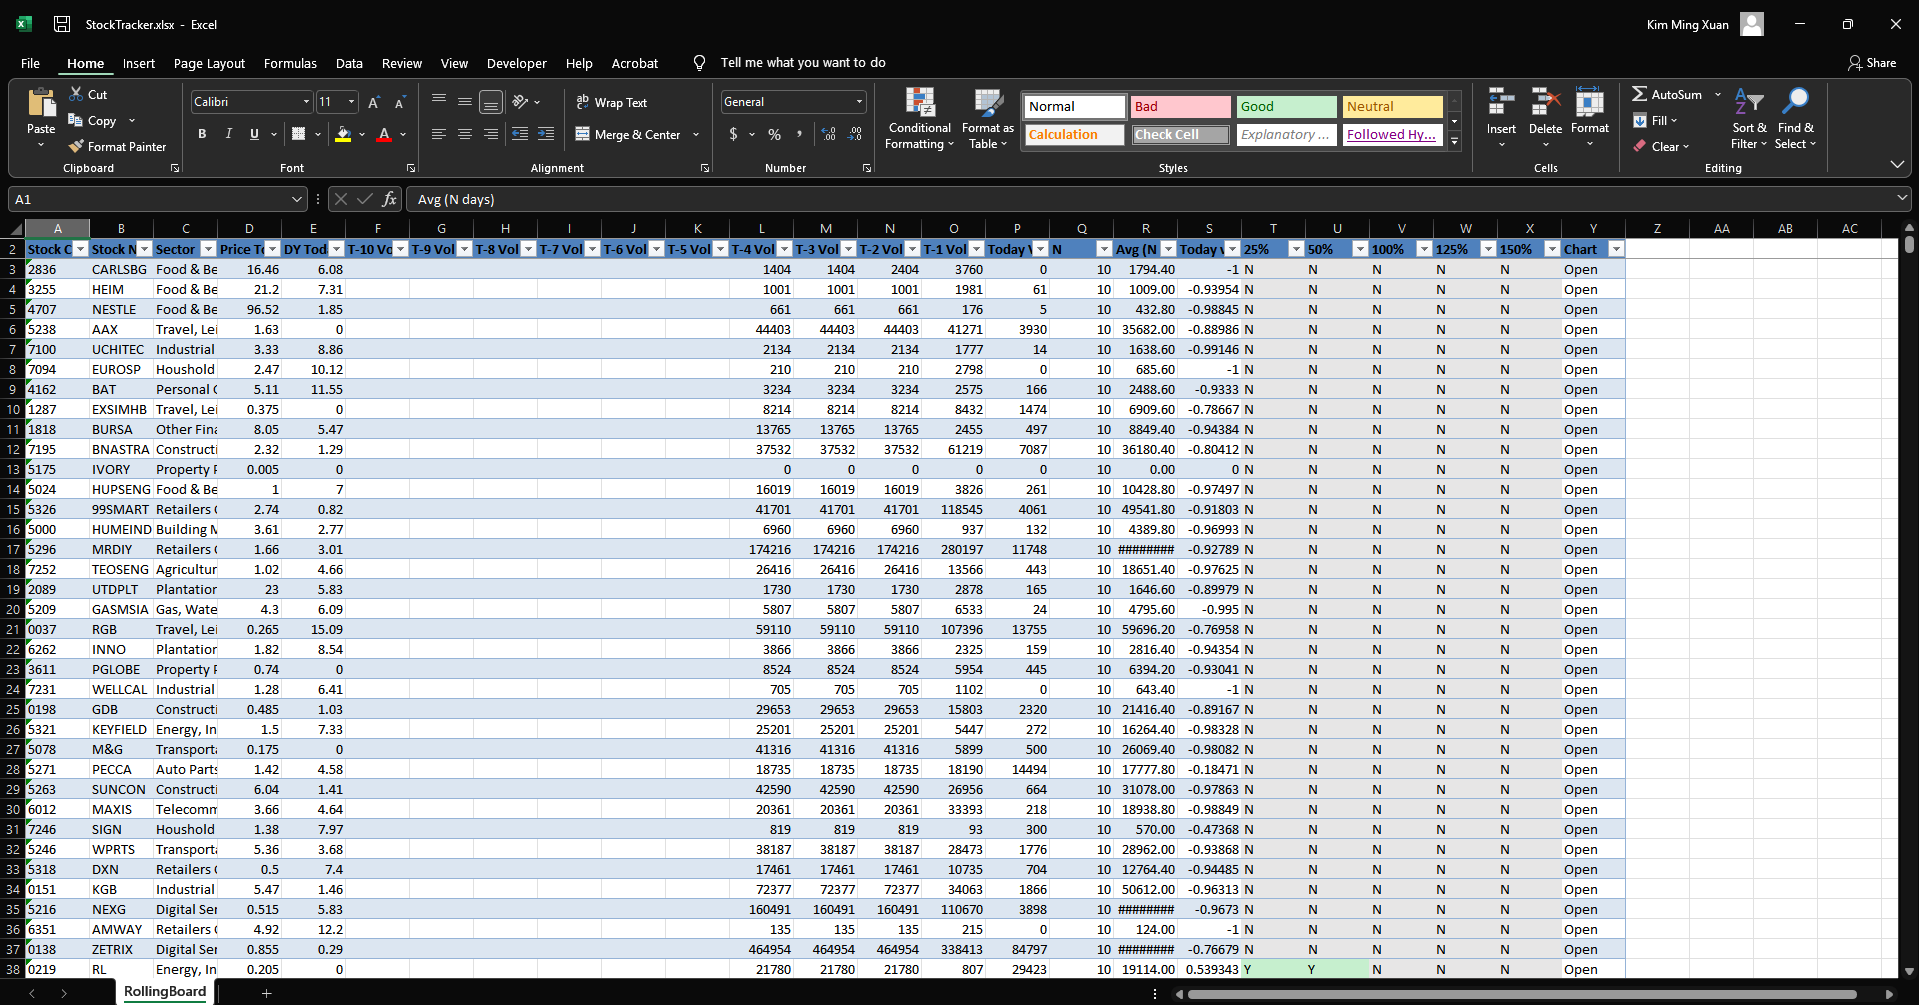 StockTracker.xlsx - Excel
Kim Ming Xuan
File Home Insert Page Layout Formulas Data Review View Developer Help Acrobat Tell me what you want to do Share
Paste Cut Copy Format Painter Clipboard
Calibri 11 B I U A Font
Wrap Text Merge & Center Alignment
General $ % , Number
Conditional Formatting Format as Table
Normal Bad Good Neutral
Calculation Check Cell Explanatory ... Followed Hy...
Styles
Insert Delete Format Cells
AutoSum Fill Clear Sort & Filter Find & Select Editing
A1 fx Avg (N days)
A B C D E F G H I J K L M N O P Q R S T U V W X Y Z AA AB AC
2 Stock C Stock N Sector Price T DY Tod T-10 Vo T-9 Vol T-8 Vol T-7 Vol T-6 Vol T-5 Vol T-4 Vol T-3 Vol T-2 Vol T-1 Vol Today V N Avg (N Today v 25% 50% 100% 125% 150% Chart
3 2836 CARLSBG Food & Be 16.46 6.08 1404 1404 2404 3760 0 10 1794.40 -1 N N N N N Open
4 3255 HEIM Food & Be 21.2 7.31 1001 1001 1001 1981 61 10 1009.00 -0.93954 N N N N N Open
5 4707 NESTLE Food & Be 96.52 1.85 661 661 661 176 5 10 432.80 -0.98845 N N N N N Open
6 5238 AAX Travel, Lei 1.63 0 44403 44403 44403 41271 3930 10 35682.00 -0.88986 N N N N N Open
7 7100 UCHITEC Industrial 3.33 8.86 2134 2134 2134 1777 14 10 1638.60 -0.99146 N N N N N Open
8 7094 EUROSP Houshold 2.47 10.12 210 210 210 2798 0 10 685.60 -1 N N N N N Open
9 4162 BAT Personal G 5.11 11.55 3234 3234 3234 2575 166 10 2488.60 -0.9333 N N N N N Open
10 1287 EXSIMHB Travel, Lei 0.375 0 8214 8214 8214 8432 1474 10 6909.60 -0.78667 N N N N N Open
11 1818 BURSA Other Fina 8.05 5.47 13765 13765 13765 2455 497 10 8849.40 -0.94384 N N N N N Open
12 7195 BNASTRA Constructi 2.32 1.29 37532 37532 37532 61219 7087 10 36180.40 -0.80412 N N N N N Open
13 5175 IVORY Property P 0.005 0 0 0 0 0 0 10 0.00 0 N N N N N Open
14 5024 HUPSENG Food & Be 1 7 16019 16019 16019 3826 261 10 10428.80 -0.97497 N N N N N Open
15 5326 99SMART Retailers 2.74 0.82 41701 41701 41701 118545 4061 10 49541.80 -0.91803 N N N N N Open
16 5000 HUMEIND Building M 3.61 2.77 6960 6960 6960 937 132 10 4389.80 -0.96993 N N N N N Open
17 5296 MRDIY Retailers 1.66 3.01 174216 174216 174216 280197 11748 10 ######## -0.92789 N N N N N Open
18 7252 TEOSENG Agricultur 1.02 4.66 26416 26416 26416 13566 443 10 18651.40 -0.97625 N N N N N Open
19 2089 UTDPLT Plantation 23 5.83 1730 1730 1730 2878 165 10 1646.60 -0.89979 N N N N N Open
20 5209 GASMSIA Gas, Wate 4.3 6.09 5807 5807 5807 6533 24 10 4795.60 -0.995 N N N N N Open
21 0037 RGB Travel, Lei 0.265 15.09 59110 59110 59110 107396 13755 10 59696.20 -0.76958 N N N N N Open
22 6262 INNO Plantation 1.82 8.54 3866 3866 3866 2325 159 10 2816.40 -0.94354 N N N N N Open
23 3611 PGLOBE Property P 0.74 0 8524 8524 8524 5954 445 10 6394.20 -0.93041 N N N N N Open
24 7231 WELLCAL Industrial 1.28 6.41 705 705 705 1102 0 10 643.40 -1 N N N N N Open
25 0198 GDB Constructi 0.485 1.03 29653 29653 29653 15803 2320 10 21416.40 -0.89167 N N N N N Open
26 5321 KEYFIELD Energy, In 1.5 7.33 25201 25201 25201 5447 272 10 16264.40 -0.98328 N N N N N Open
27 5078 M&G Transporta 0.175 0 41316 41316 41316 5899 500 10 26069.40 -0.98082 N N N N N Open
28 5271 PECCA Auto Parts 1.42 4.58 18735 18735 18735 18190 14494 10 17777.80 -0.18471 N N N N N Open
29 5263 SUNCON Constructi 6.04 1.41 42590 42590 42590 26956 664 10 31078.00 -0.97863 N N N N N Open
30 6012 MAXIS Telecomm 3.66 4.64 20361 20361 20361 33393 218 10 18938.80 -0.98849 N N N N N Open
31 7246 SIGN Houshold 1.38 7.97 819 819 819 93 300 10 570.00 -0.47368 N N N N N Open
32 5246 WPRTS Transporta 5.36 3.68 38187 38187 38187 28473 1776 10 28962.00 -0.93868 N N N N N Open
33 5318 DXN Retailers 0.5 7.4 17461 17461 17461 10735 704 10 12764.40 -0.94485 N N N N N Open
34 0151 KGB Industrial 5.47 1.46 72377 72377 72377 34063 1866 10 50612.00 -0.96313 N N N N N Open
35 5216 NEXG Digital Ser 0.515 5.83 160491 160491 160491 110670 3898 10 ######## -0.9673 N N N N N Open
36 6351 AMWAY Retailers 4.92 12.2 135 135 135 215 0 10 124.00 -1 N N N N N Open
37 0138 ZETRIX Digital Ser 0.855 0.29 464954 464954 464954 338413 84797 10 ######## -0.76679 N N N N N Open
38 0219 RL Energy, In 0.205 0 21780 21780 21780 807 29423 10 19114.00 0.539343 Y Y N N N Open
RollingBoard